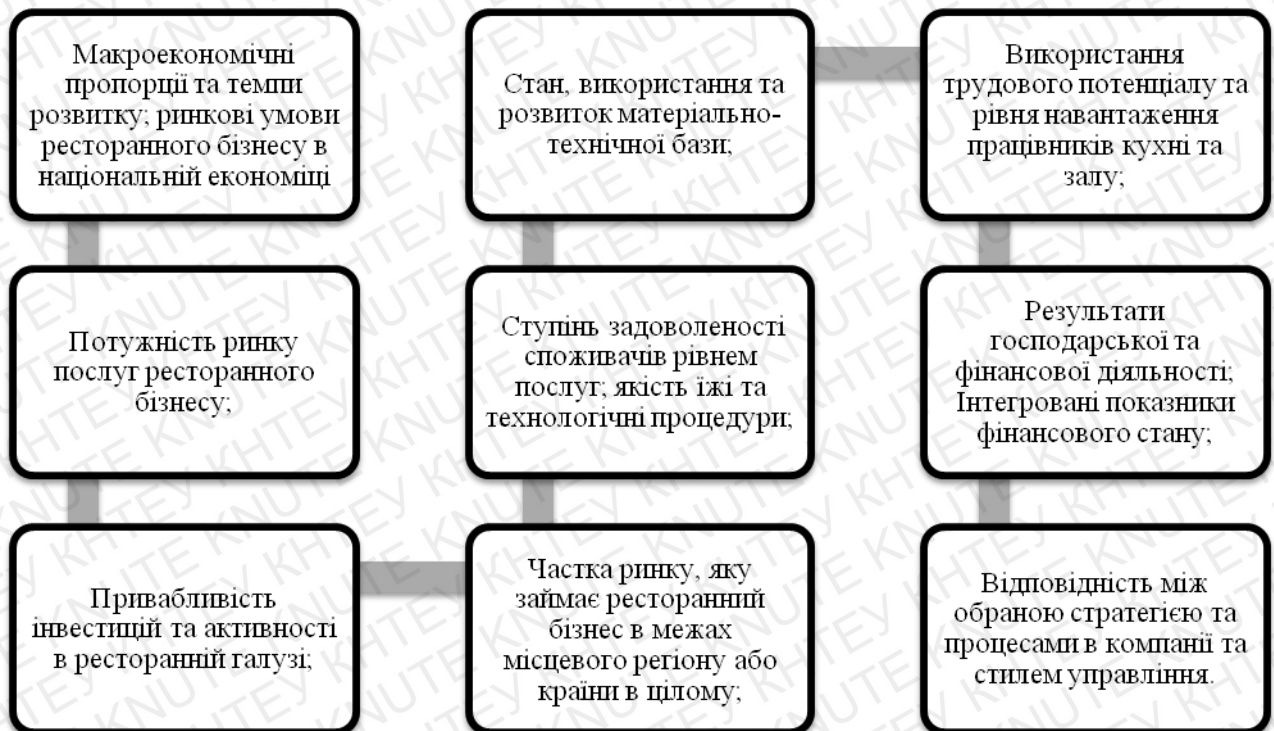 Макроекономічні
пропорції та темпи
розвитку; ринкові умови
ресторанного бізнесу в
національній економіці
Потужність ринку
послуг ресторанного
бізнесу;
Привабливість
інвестицій та активності
в ресторанній галузі;
Частка ринку, яку
займає ресторанний
бізнес в межах
місцевого регіону або
країни в цілому;
Ступінь задоволеності
споживачів рівнем
послуг; якість їжі та
технологічні процедури;
Стан, використання та
розвиток матеріально-
технічної бази;
Використання
трудового потенціалу та
рівня навантаження
працівників кухні та
залу;
Результати
господарської та
фінансової діяльності;
Інтегровані показники
фінансового стану;
Відповідність між
обраною стратегією та
процесами в компанії та
стилем управління.